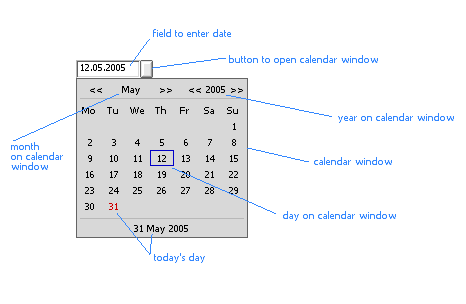 field to enter date
button to open calendar window
12.05.2005
<< May >> << 2005 >>
year on calendar window
Mo Tu We Th Fr Sa Su
1
2 3 4 5 6 7 8
month
on calendar
window
9 10 11 12 13 14 15
calendar window
16 17 18 19 20 21 22
23 24 25 26 27 28 29
30 31
day on calendar window
31 May 2005
today's day